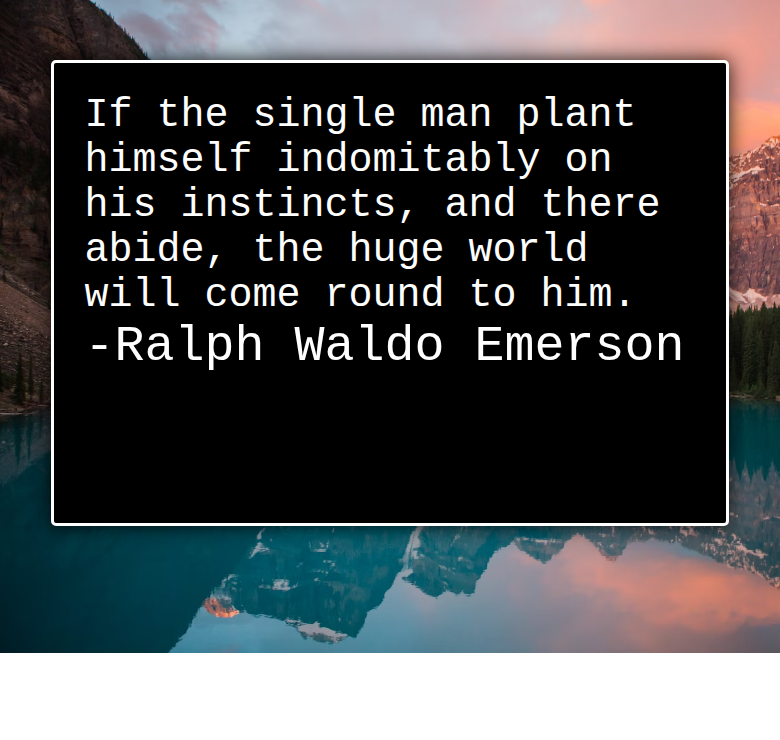 If the single man plant
himself indomitably on
his instincts, and there
abide, the huge world
will come round to him.
-Ralph Waldo Emerson